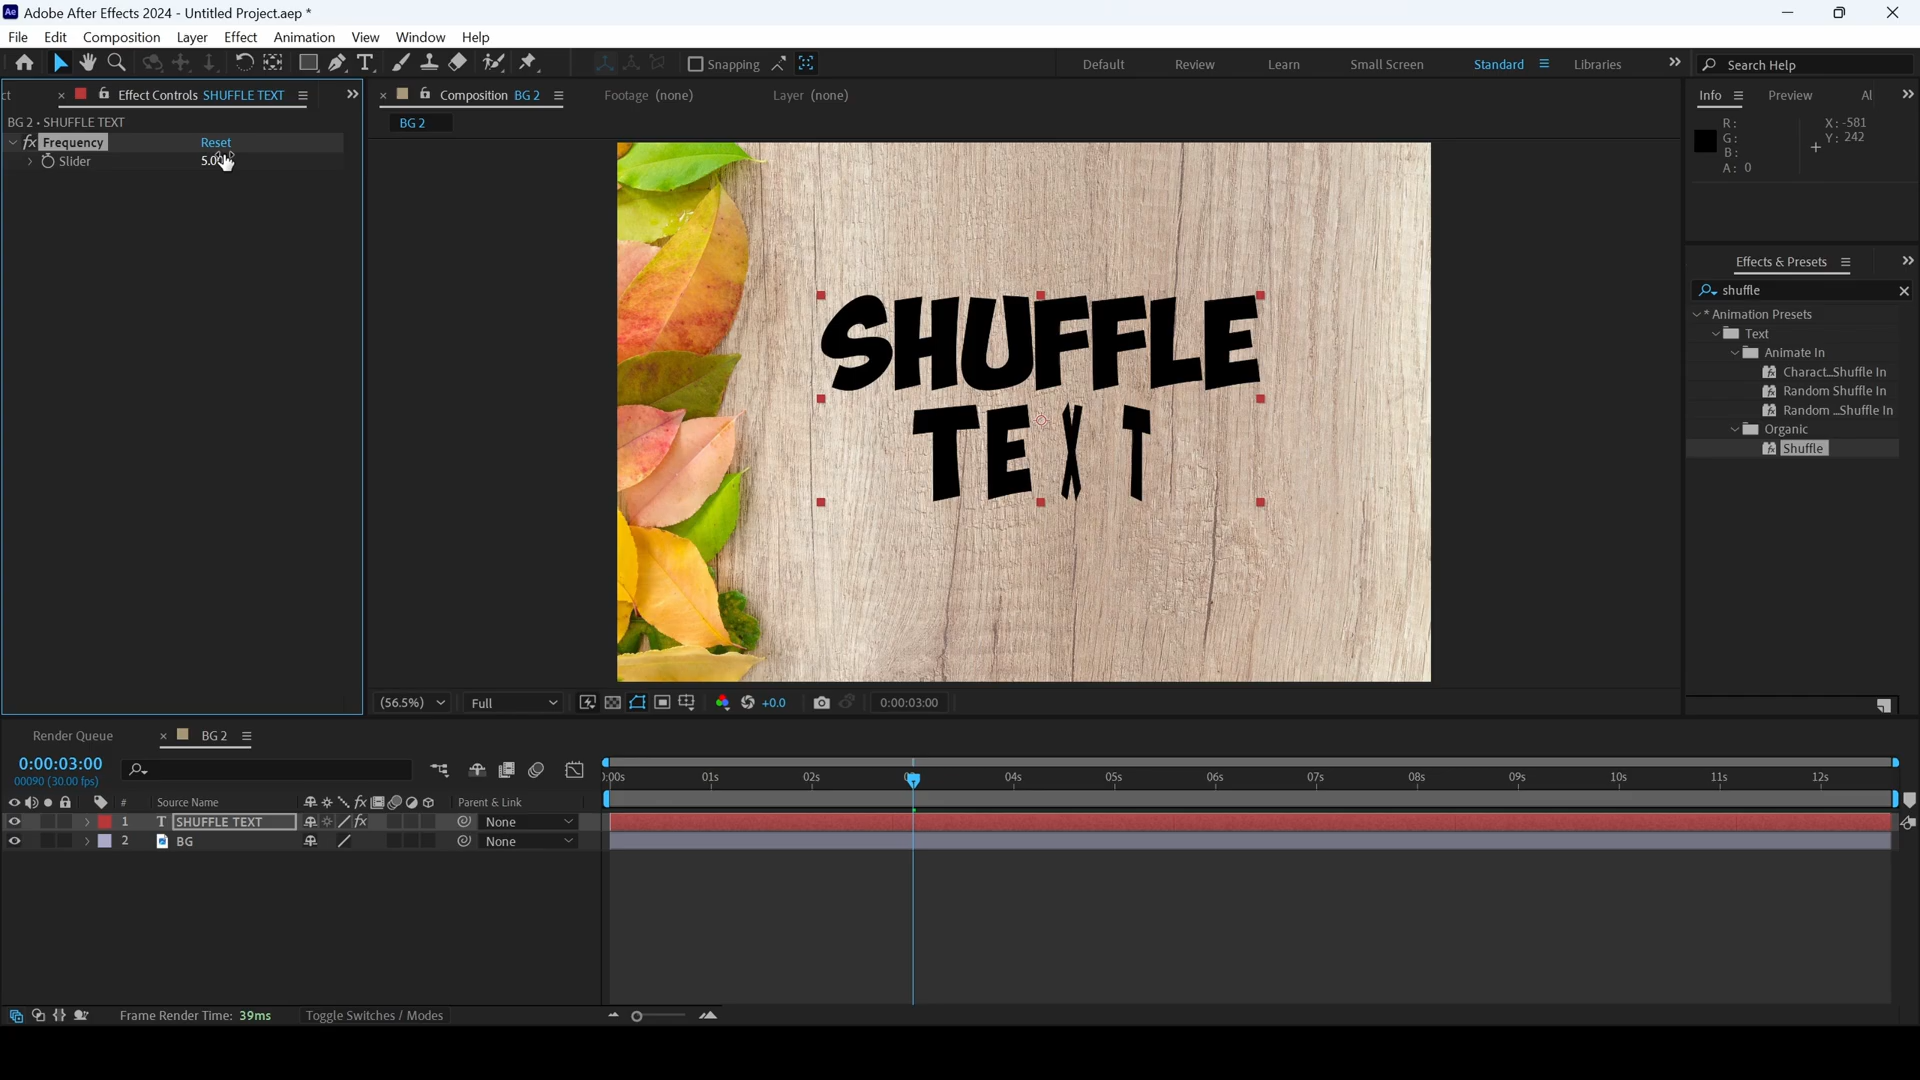 Ae Adobe After Effects 2024 - Untitled Project.aep *
File Edit Composition Layer Effect Animation View Window Help
Snapping Default Review Learn Small Screen Standard Libraries Search Help
ct Effect Controls SHUFFLE TEXT Composition BG 2 Footage (none) Layer (none) Info Preview Al
BG 2 • SHUFFLE TEXT
fx Frequency Reset
Slider
BG 2
R: X: -581
G: Y: 242
B:
A: 0
SHUFFLE
TEXT
Effects & Presets
shuffle
* Animation Presets
Text
Animate In
Charact...Shuffle In
Random Shuffle In
Random ...Shuffle In
Organic
Shuffle
(56.5%) Full +0.0 0:00:03:00
Render Queue BG 2
0:00:03:00
00090 (30.00 fps)
):00s 01s 02s 04s 05s 06s 07s 08s 09s 10s 11s 12s
# Source Name fx Parent & Link
1 T SHUFFLE TEXT fx None
2 BG None
Frame Render Time: 39ms Toggle Switches / Modes